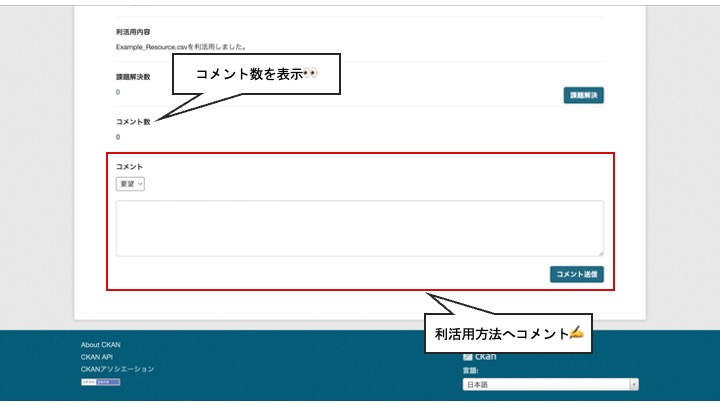 利活用内容
Example_Resource.csvを利活用しました。
コメント数を表示👀
課題解決数
0
課題解決
コメント数
0
コメント
要望
コメント送信
利活用方法へコメント✍
About CKAN
CKAN API
CKANアソシエーション
OPEN DATA
ckan
言語:
日本語